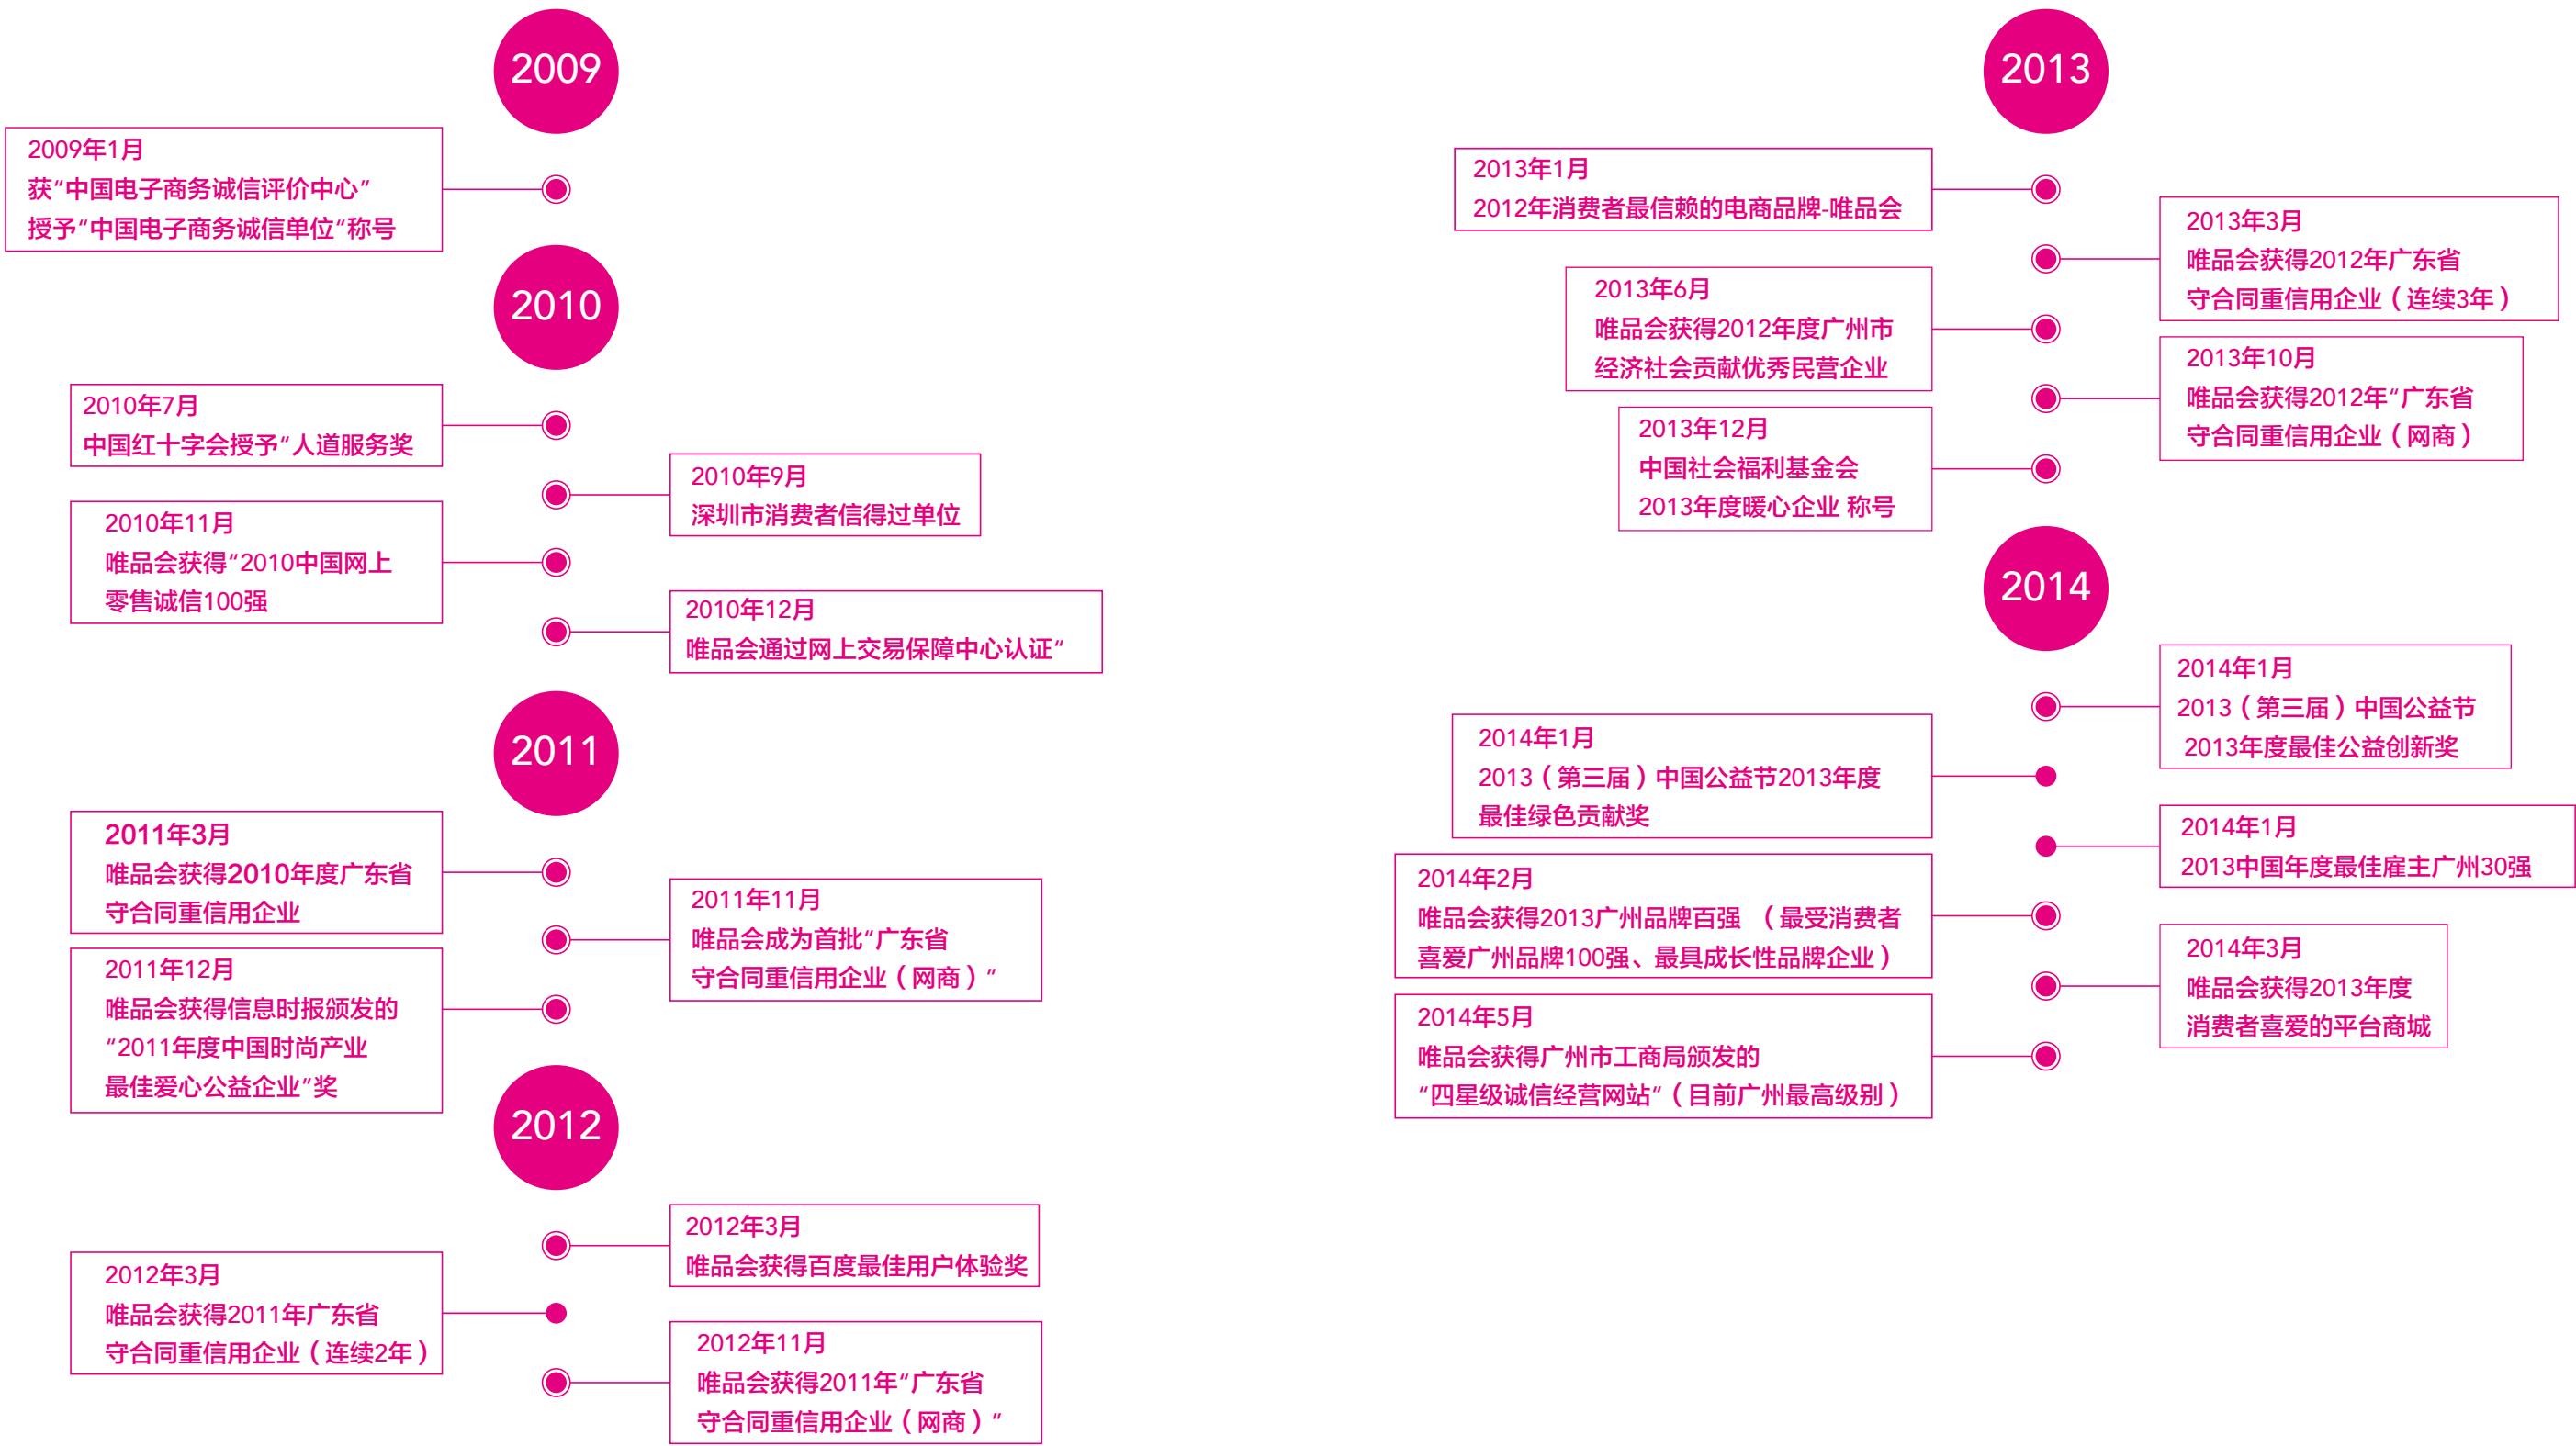 2009
2009年1月
获“中国电子商务诚信评价中心”
授予“中国电子商务诚信单位“称号
2010
2010年7月
中国红十字会授予“人道服务奖
2010年9月
深圳市消费者信得过单位
2010年11月
唯品会获得“2010中国网上
零售诚信100强
2010年12月
唯品会通过网上交易保障中心认证“
2011
2011年3月
唯品会获得2010年度广东省
守合同重信用企业
2011年11月
唯品会成为首批“广东省
守合同重信用企业（网商）”
2011年12月
唯品会获得信息时报颁发的
“2011年度中国时尚产业
最佳爱心公益企业”奖
2012
2012年3月
唯品会获得百度最佳用户体验奖
2012年3月
唯品会获得2011年广东省
守合同重信用企业（连续2年）
2012年11月
唯品会获得2011年“广东省
守合同重信用企业（网商）”
2013
2013年1月
2012年消费者最信赖的电商品牌-唯品会
2013年3月
唯品会获得2012年广东省
守合同重信用企业（连续3年）
2013年6月
唯品会获得2012年度广州市
经济社会贡献优秀民营企业
2013年10月
唯品会获得2012年“广东省
守合同重信用企业（网商）
2013年12月
中国社会福利基金会
2013年度暖心企业 称号
2014
2014年1月
2013（第三届）中国公益节
2013年度最佳公益创新奖
2014年1月
2013（第三届）中国公益节2013年度
最佳绿色贡献奖
2014年1月
2013中国年度最佳雇主广州30强
2014年2月
唯品会获得2013广州品牌百强 （最受消费者
喜爱广州品牌100强、最具成长性品牌企业）
2014年3月
唯品会获得2013年度
消费者喜爱的平台商城
2014年5月
唯品会获得广州市工商局颁发的
“四星级诚信经营网站“（目前广州最高级别）